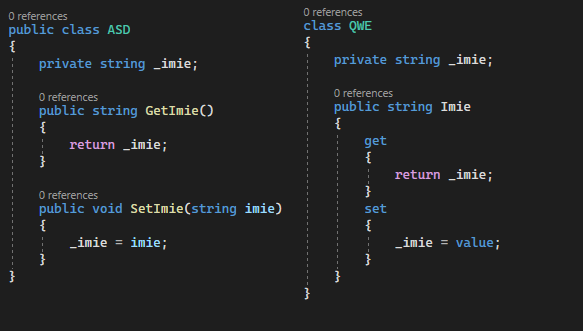 0 references
public class ASD
{
private string _imie;
0 references
public string GetImie()
{
return _imie;
}
0 references
public void SetImie(string imie)
{
_imie = imie;
}
}
0 references
class QWE
{
private string _imie;
0 references
public string Imie
{
get
{
return _imie;
}
set
{
_imie = value;
}
}
}